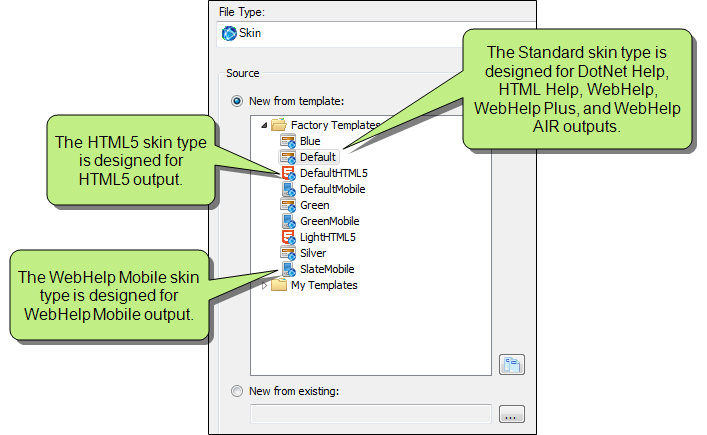 File Type:
Skin
Source
New from template:
Factory Templates
Blue
Default
DefaultHTML5
DefaultMobile
Green
GreenMobile
LightHTML5
Silver
SlateMobile
My Templates
New from existing:
...
The Standard skin type is
designed for DotNet Help,
HTML Help, WebHelp,
WebHelp Plus, and WebHelp
AIR outputs.
The HTML5 skin type
is designed for
HTML5 output.
The WebHelp Mobile skin
type is designed for
WebHelp Mobile output.